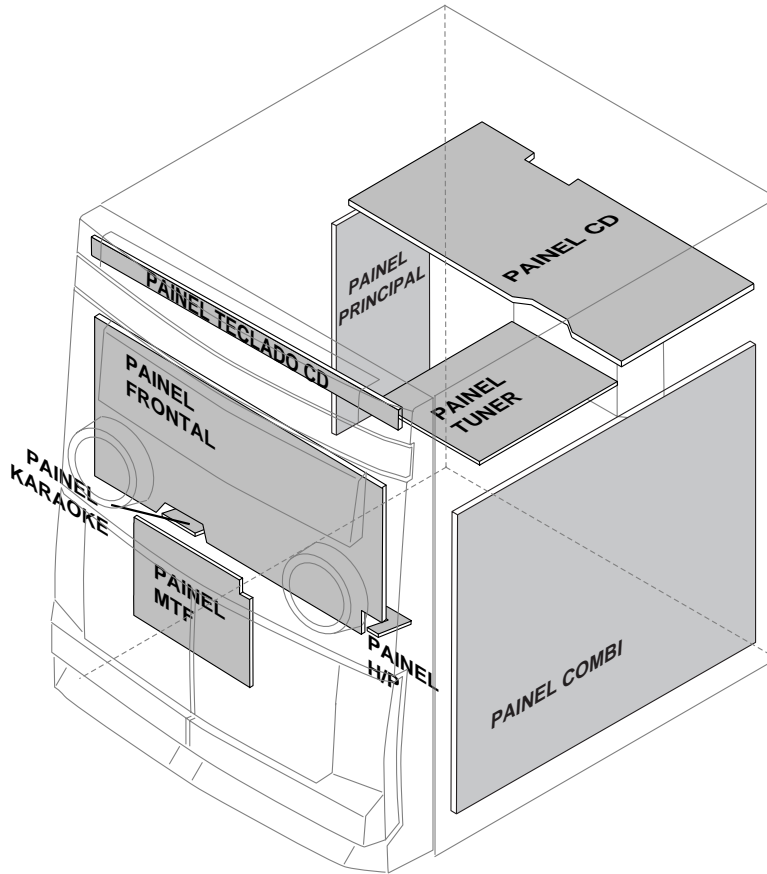 PAINEL CD
PAINEL
PRINCIPAL
PAINEL TECLADO CD
PAINEL
FRONTAL
PAINEL
TUNER
PAINEL
KARAOKE
PAINEL
MTF
PAINEL
H/P
PAINEL COMBI